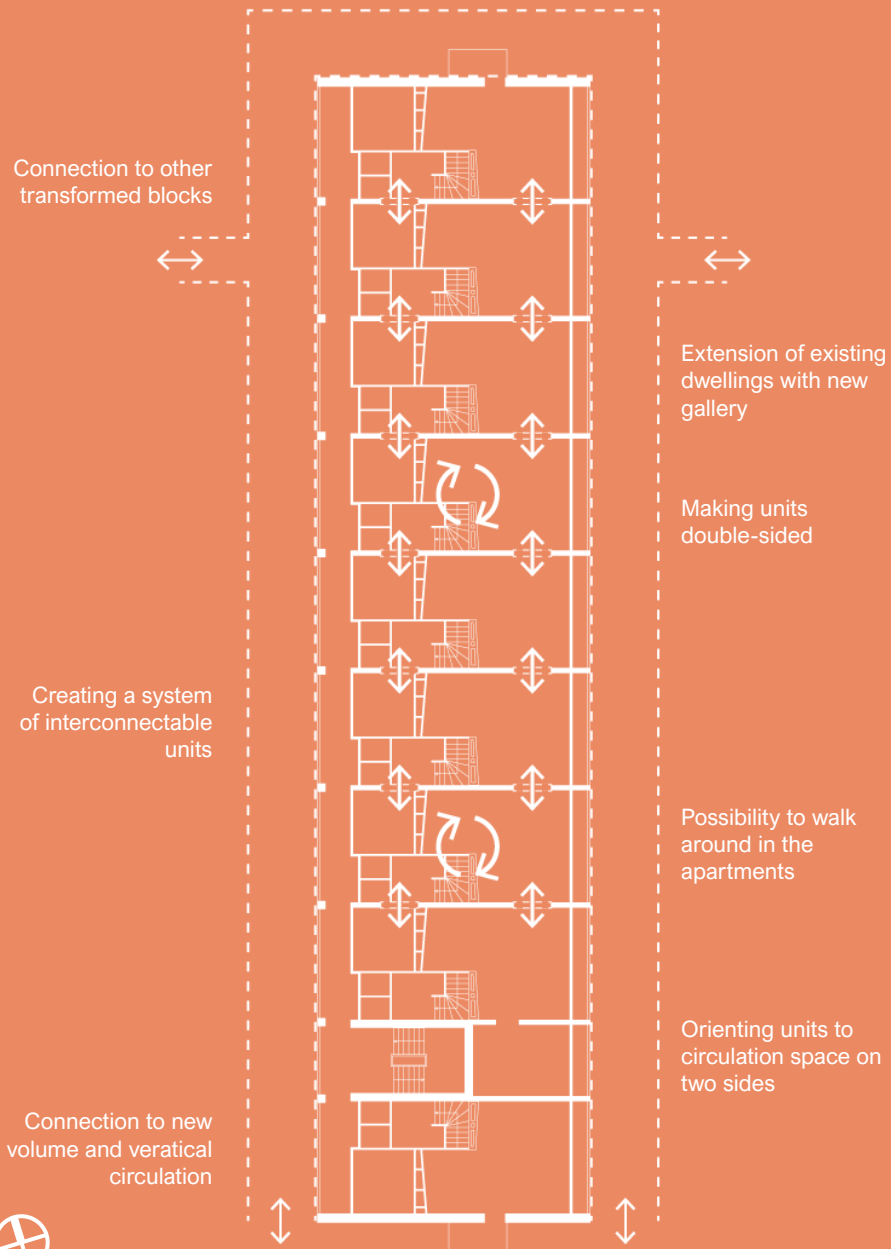 Connection to other
transformed blocks
Extension of existing
dwellings with new
gallery
Making units
double-sided
Creating a system
of interconnectable
units
Possibility to walk
around in the
apartments
Orienting units to
circulation space on
two sides
Connection to new
volume and veratical
circulation